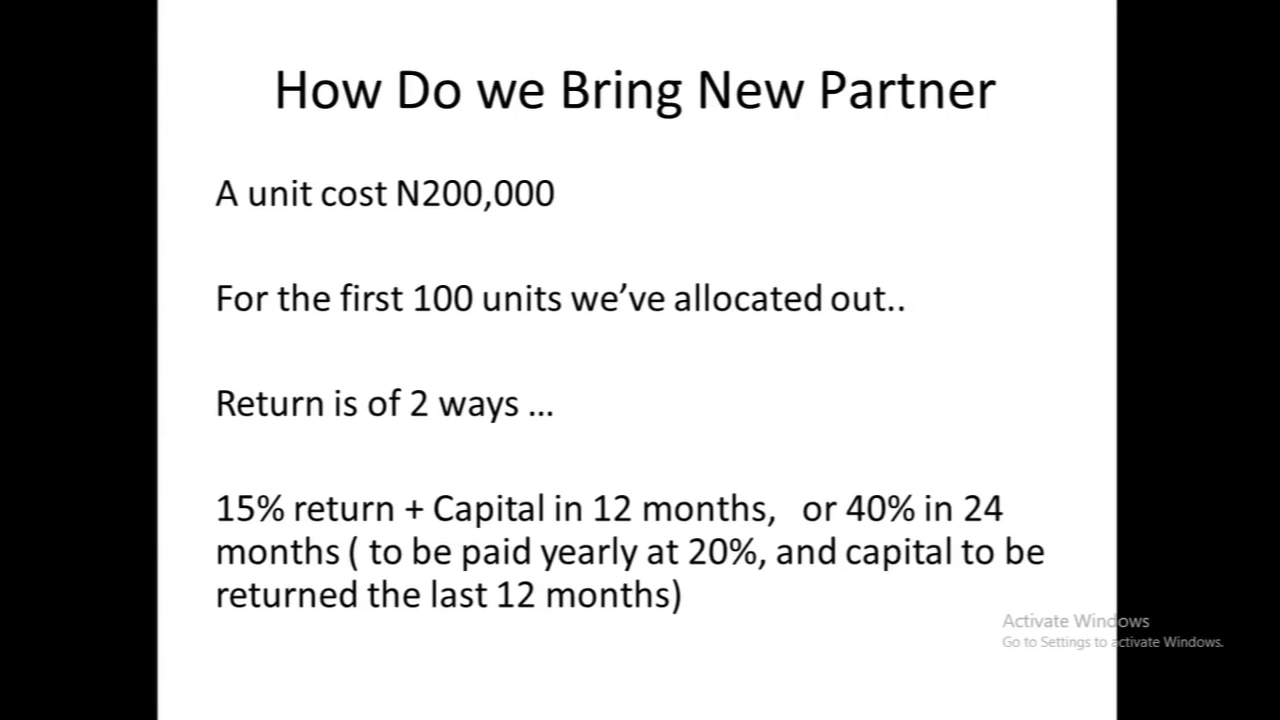 How Do we Bring New Partner
A unit cost N200,000
For the first 100 units we’ve allocated out..
Return is of 2 ways ...
15% return + Capital in 12 months,   or 40% in 24
months ( to be paid yearly at 20%, and capital to be
returned the last 12 months)
Activate Windows
Go to Settings to activate Windows.